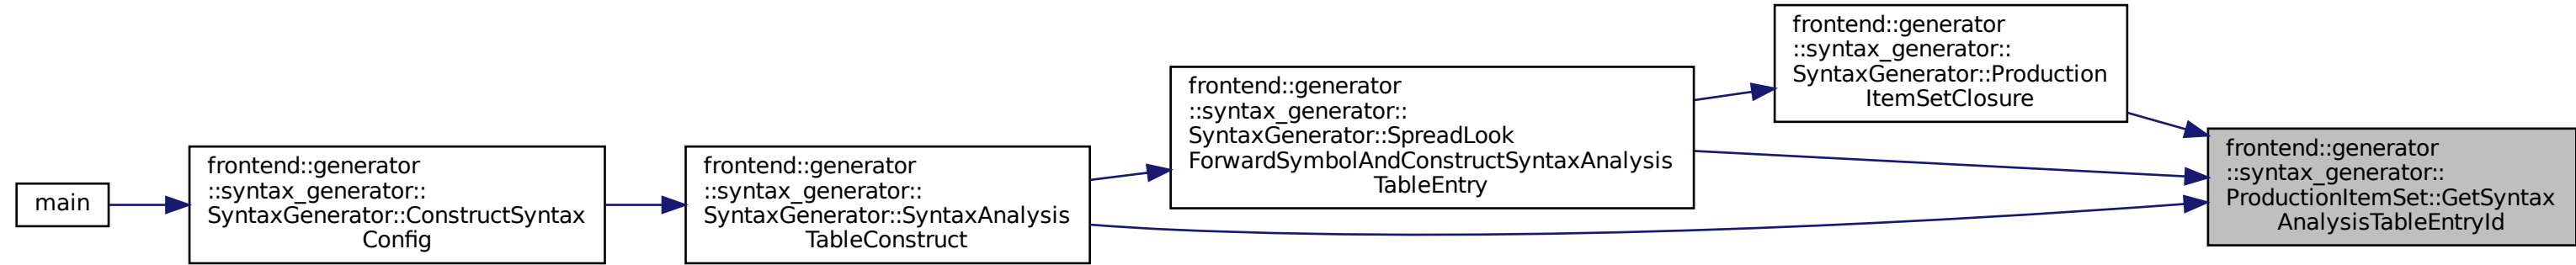 main
frontend::generator
::syntax_generator::
SyntaxGenerator::ConstructSyntax
Config
frontend::generator
::syntax_generator::
SyntaxGenerator::SyntaxAnalysis
TableConstruct
frontend::generator
::syntax_generator::
SyntaxGenerator::SpreadLook
ForwardSymbolAndConstructSyntaxAnalysis
TableEntry
frontend::generator
::syntax_generator::
SyntaxGenerator::Production
ItemSetClosure
frontend::generator
::syntax_generator::
ProductionItemSet::GetSyntax
AnalysisTableEntryId